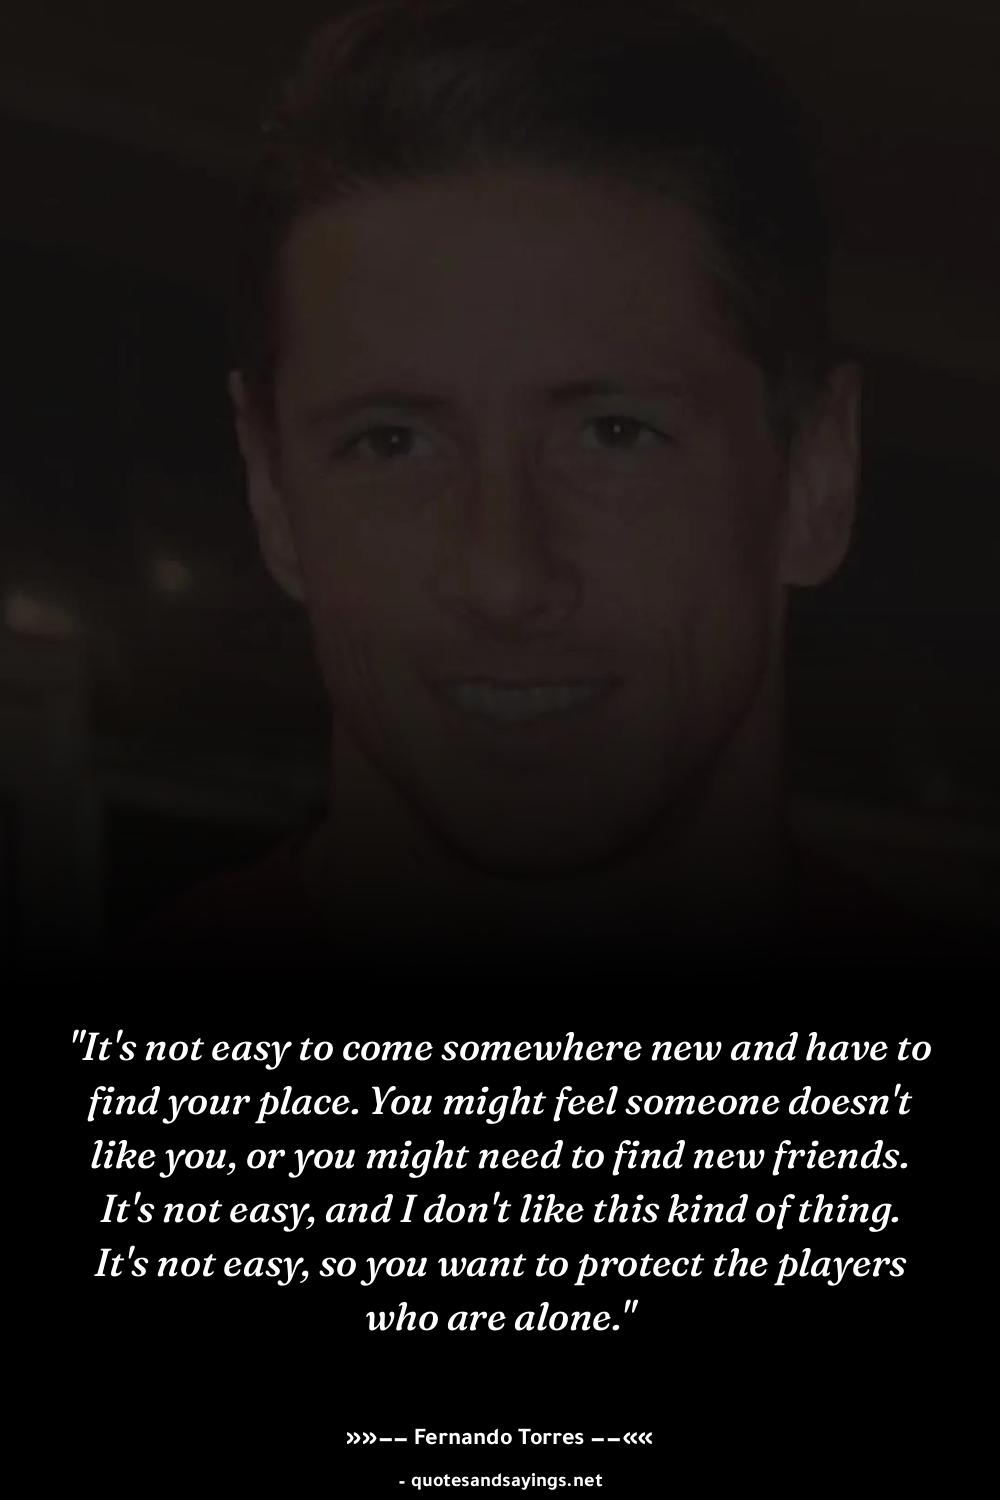 "It's not easy to come somewhere new and have to
find your place. You might feel someone doesn't
like you, or you might need to find new friends.
It's not easy, and I don't like this kind of thing.
It's not easy, so you want to protect the players
who are alone."
»»−− Fernando Torres −−««
- quotesandsayings.net